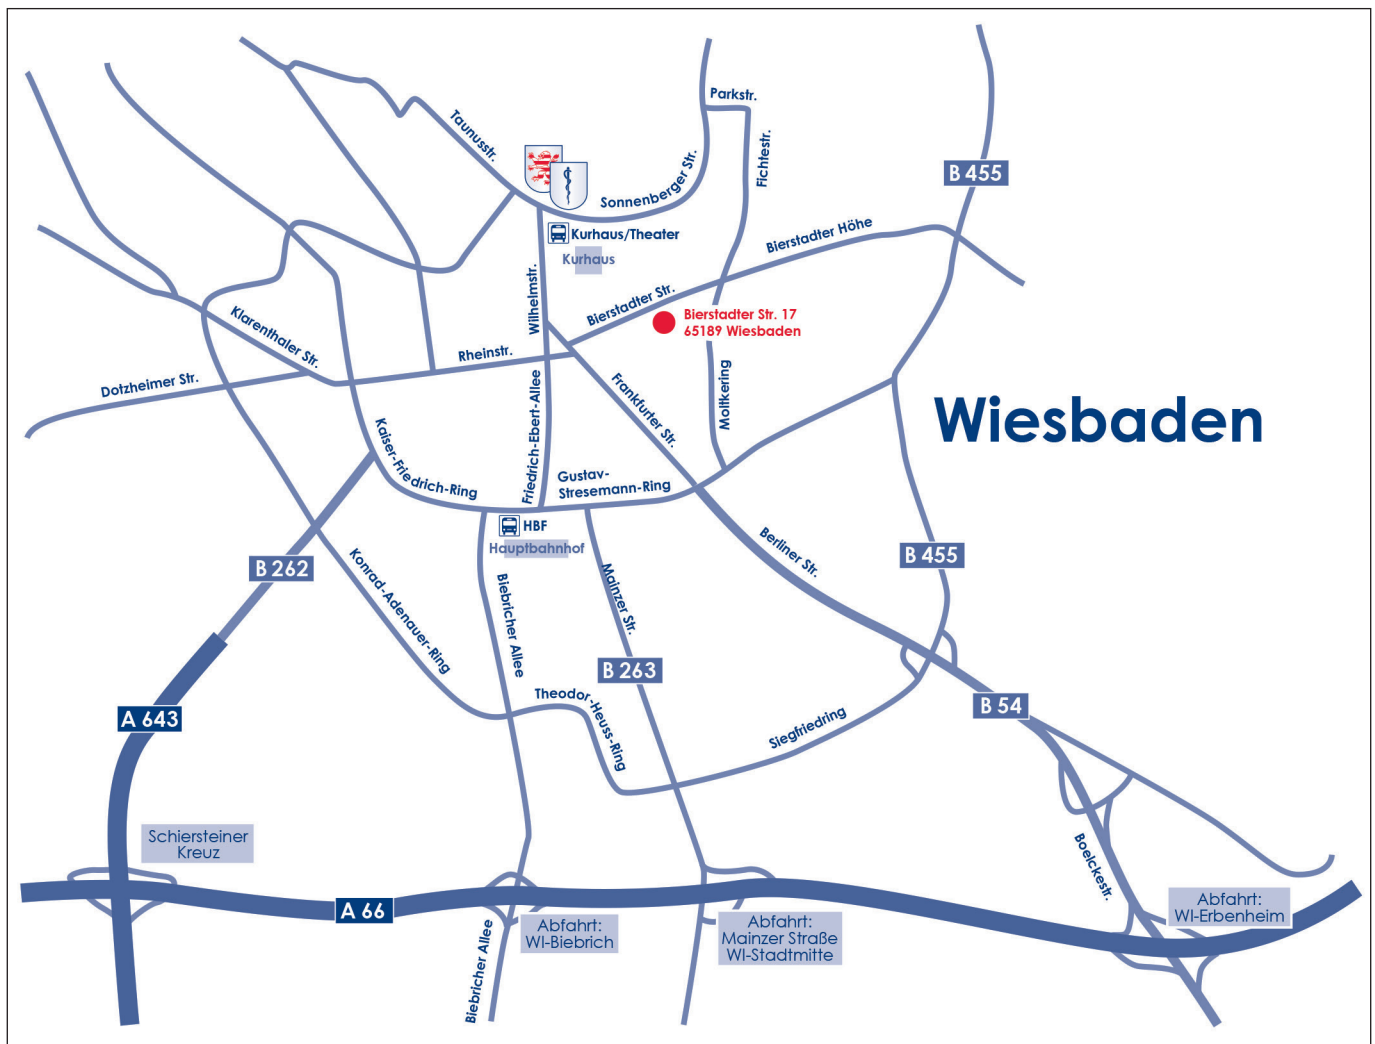 Parkstr.
Taunusstr.
Fichtestr.
B 455
Sonnenberger Str.
Kurhaus/Theater
Kurhaus
Bierstadter Höhe
Wilhelmstr.
Bierstadter Str.
Bierstadter Str. 17
65189 Wiesbaden
Klarenthaler Str.
Rheinstr.
Dotzheimer Str.
Friedrich-Ebert-Allee
Frankfurter Str.
Moltkering
Wiesbaden
Kaiser-Friedrich-Ring
Gustav-
Stresemann-Ring
HBF
Hauptbahnhof
Berliner Str.
B 455
B 262
Konrad-Adenauer-Ring
Biebricher Allee
Mainzer Str.
B 263
Theodor-Heuss-Ring
Siegfriedring
B 54
A 643
Schiersteiner
Kreuz
Boelckestr.
A 66
Biebricher Allee
Abfahrt:
WI-Biebrich
Abfahrt:
Mainzer Straße
WI-Stadtmitte
Abfahrt:
WI-Erbenheim